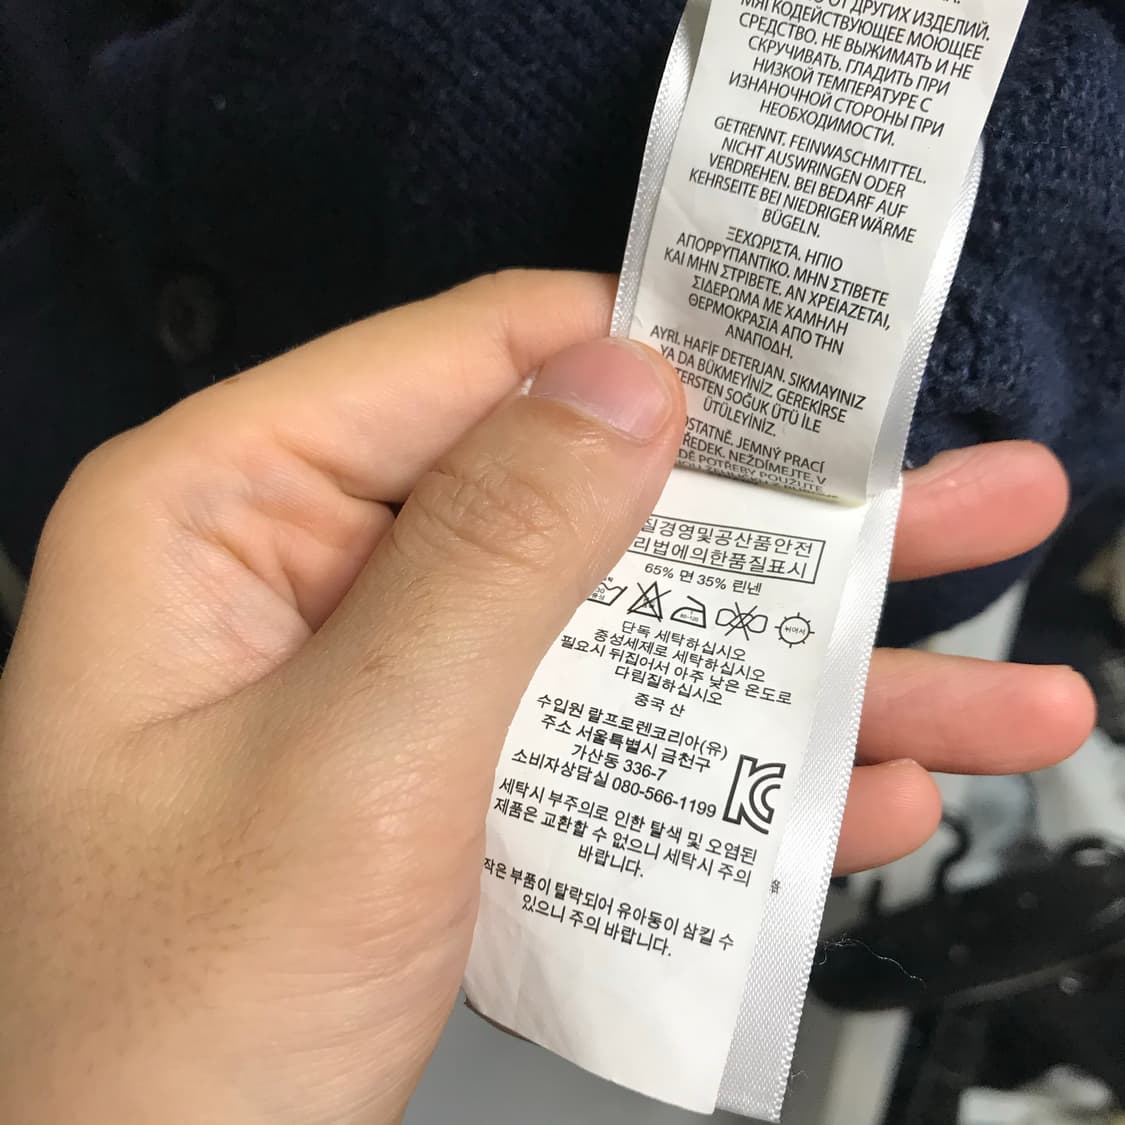 ОТ ДРУГИХ ИЗДЕЛИЙ.
МЯГКОДЕЙСТВУЮЩЕЕ МОЮЩЕЕ
СРЕДСТВО. НЕ ВЫЖИМАТЬ И НЕ
СКРУЧИВАТЬ. ГЛАДИТЬ ПРИ
НИЗКОЙ ТЕМПЕРАТУРЕ С
ИЗНАНОЧНОЙ СТОРОНЫ ПРИ
НЕОБХОДИМОСТИ.
GETRENNT. FEINWASCHMITTEL.
NICHT AUSWRINGEN ODER
VERDREHEN. BEI BEDARF AUF
KEHRSEITE BEI NIEDRIGER WÄRME
BÜGELN.
ΞΕΧΩΡΙΣΤΑ. ΗΠΙΟ
ΑΠΟΡΡΥΠΑΝΤΙΚΟ. ΜΗΝ ΣΤΙΒΕΤΕ
ΚΑΙ ΜΗΝ ΣΤΡΙΒΕΤΕ. ΑΝ ΧΡΕΙΑΖΕΤΑΙ,
ΣΙΔΕΡΩΜΑ ΜΕ ΧΑΜΗΛΗ
ΘΕΡΜΟΚΡΑΣΙΑ ΑΠΟ ΤΗΝ
ΑΝΑΠΟΔΗ.
AYRI. HAFİF DETERJAN. SIKMAYINIZ
YA DA BÜKMEYİNİZ. GEREKİRSE
TERSTEN SOĞUK ÜTÜ İLE
ÜTÜLEYİNİZ.
OSTATNĚ. JEMNÝ PRACÍ
ŘEDEK. NEŽDÍMEJTE. V
DĚ POTŘEBY POUŽIJTE
질경영및공산품안전
리법에의한품질표시
65% 면 35% 린넨
80-120 뉘어서
단독 세탁하십시오
중성세제로 세탁하십시오
필요시 뒤집어서 아주 낮은 온도로
다림질하십시오
중국 산
수입원 랄프로렌코리아(유)
주소 서울특별시 금천구
가산동 336-7
소비자상담실 080-566-1199
세탁시 부주의로 인한 탈색 및 오염된
제품은 교환할 수 없으니 세탁시 주의
바랍니다.
작은 부품이 탈락되어 유아동이 삼킬 수
있으니 주의 바랍니다.